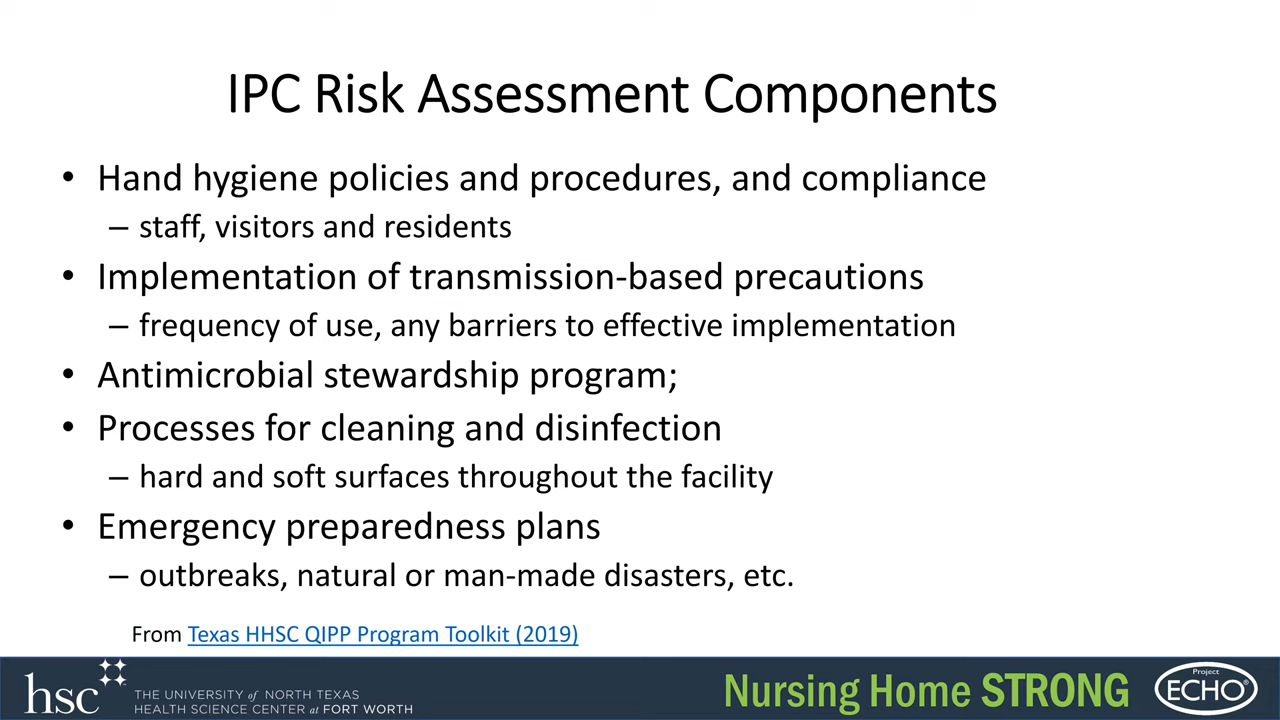 IPC Risk Assessment Components
• Hand hygiene policies and procedures, and compliance
– staff, visitors and residents
• Implementation of transmission-based precautions
– frequency of use, any barriers to effective implementation
• Antimicrobial stewardship program;
• Processes for cleaning and disinfection
– hard and soft surfaces throughout the facility
• Emergency preparedness plans
– outbreaks, natural or man-made disasters, etc.
From Texas HHSC QIPP Program Toolkit (2019)
hsc
THE UNIVERSITY of NORTH TEXAS
HEALTH SCIENCE CENTER at FORT WORTH
Nursing Home STRONG
Project
ECHO®